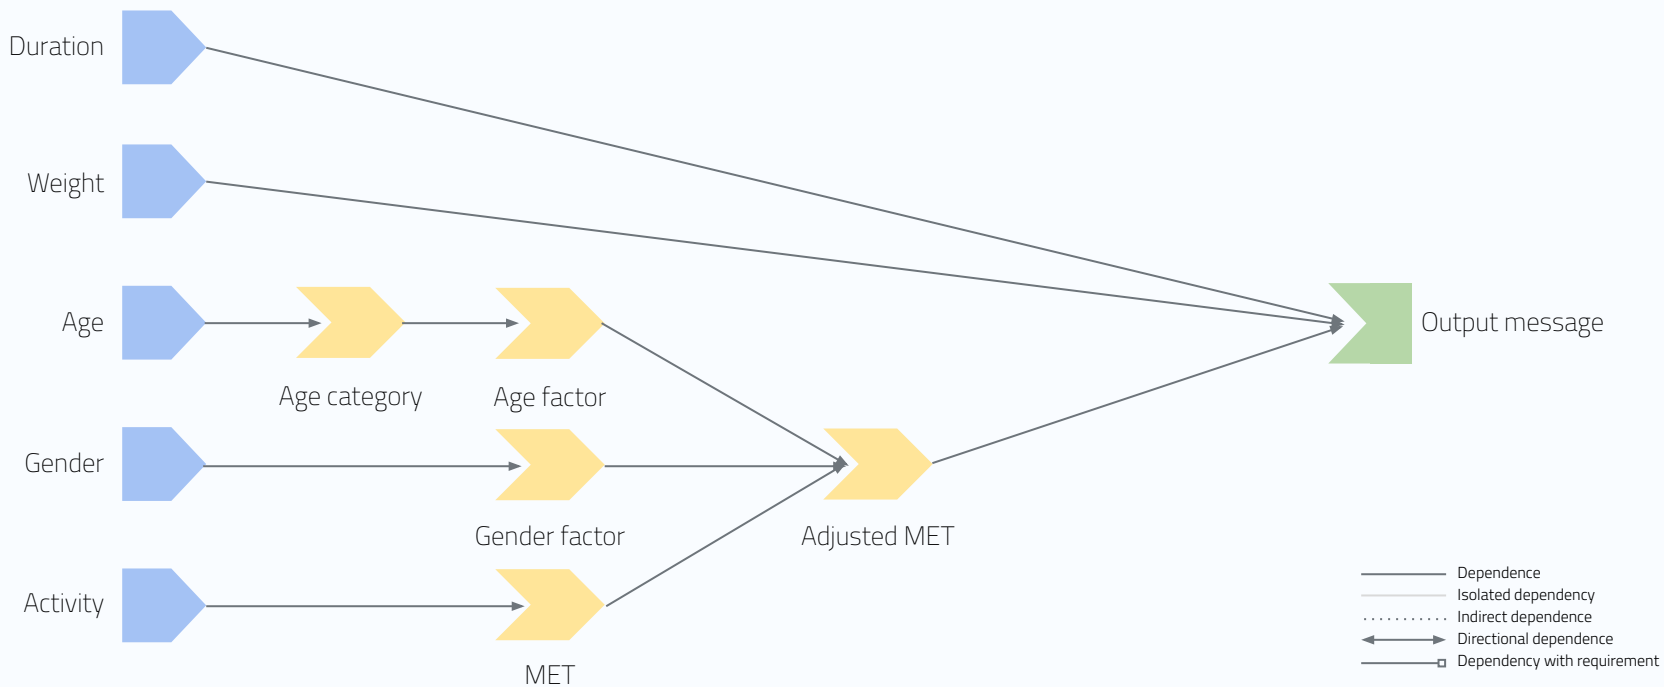 Duration
Weight
Age
Output message
Age category
Age factor
Gender
Gender factor
Adjusted MET
Activity
MET
Dependence
Isolated dependency
Indirect dependence
Directional dependence
Dependency with requirement